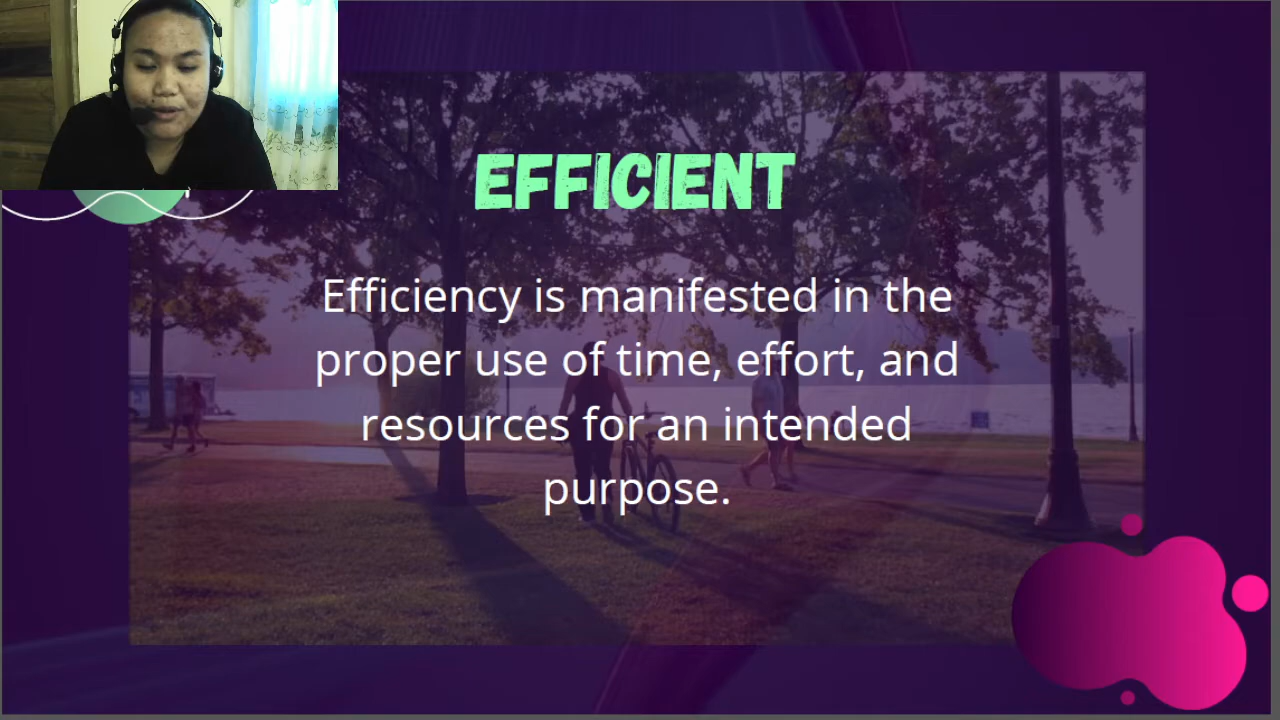 EFFICIENT
Efficiency is manifested in the
proper use of time, effort, and
resources for an intended
purpose.